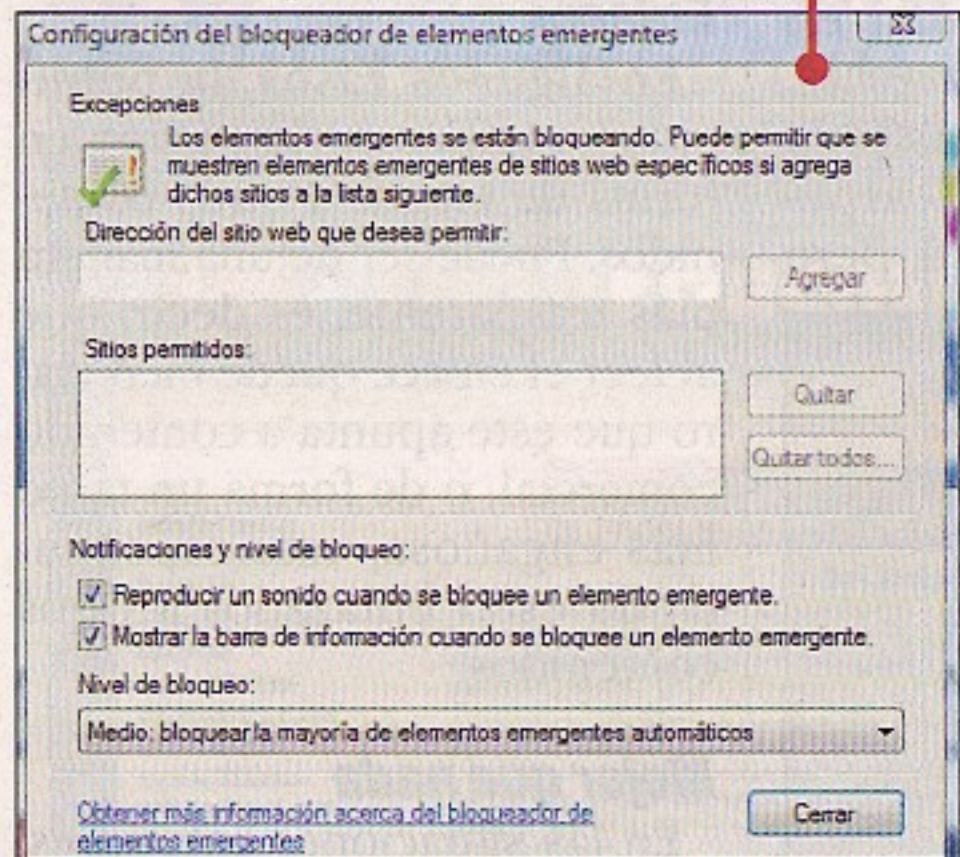 Configuración del bloqueador de elementos emergentes
Excepciones
Los elementos emergentes se están bloqueando. Puede permitir que se
muestren elementos emergentes de sitios web específicos si agrega
dichos sitios a la lista siguiente.
Dirección del sitio web que desea permitir:
Agregar
Sitios permitidos:
Quitar
Quitar todos...
Notificaciones y nivel de bloqueo:
Reproducir un sonido cuando se bloquee un elemento emergente.
Mostrar la barra de información cuando se bloquee un elemento emergente.
Nivel de bloqueo:
Medio: bloquear la mayoría de elementos emergentes automáticos
Obtener más información acerca del bloqueador de
elementos emergentes
Cerrar